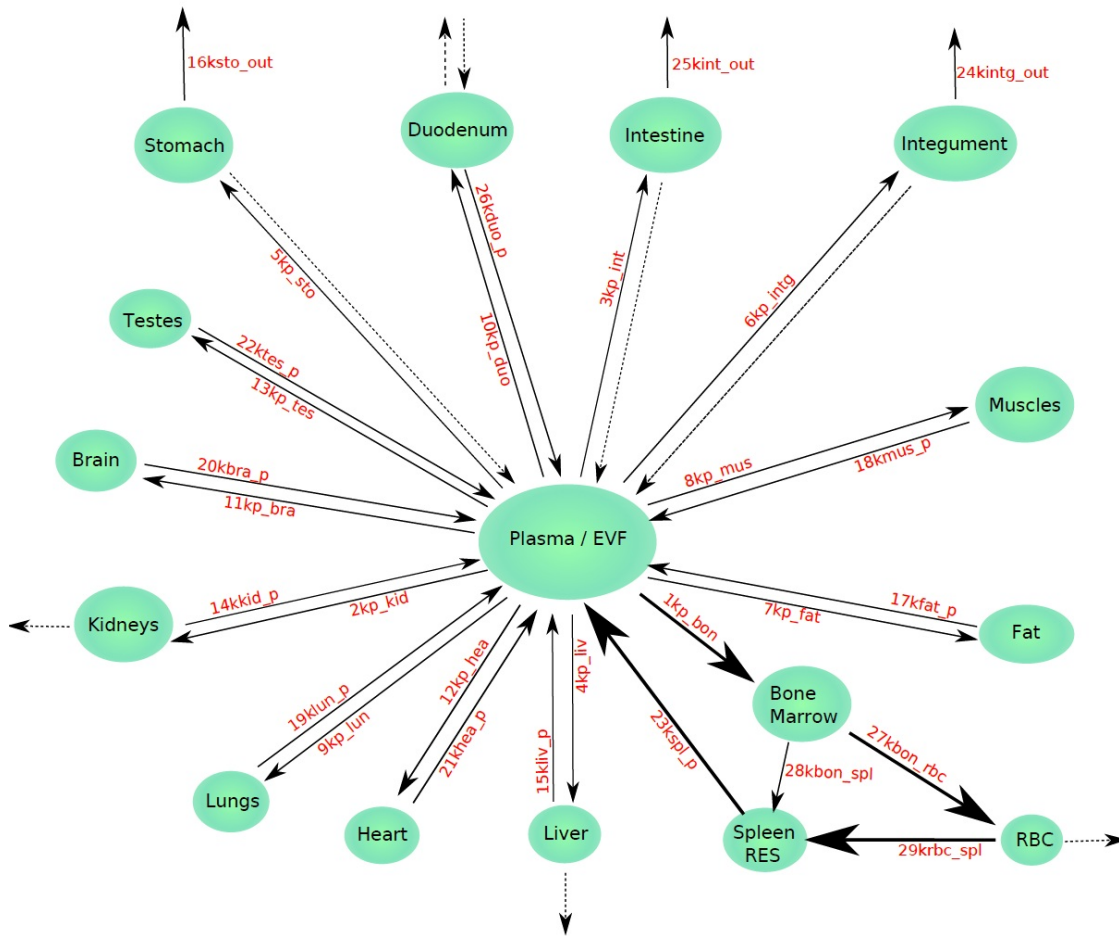 16ksto_out
25kint_out
24kintg_out
Stomach
Duodenum
Intestine
Integument
26kduo_p
5kp_sto
3kp_int
6kp_intg
10kp_duo
Testes
22ktes_p
13kp_tes
Muscles
Brain
20kbra_p
11kp_bra
8kp_mus
18kmus_p
Plasma / EVF
Kidneys
14kkid_p
2kp_kid
1kp_bon
7kp_fat
17kfat_p
Fat
19klun_p
9kp_lun
12kp_hea
21khea_p
15kliv_p
4kp_liv
23kspl_p
Bone
Marrow
27kbon_rbc
28kbon_spl
Lungs
Heart
Liver
Spleen
RES
29krbc_spl
RBC